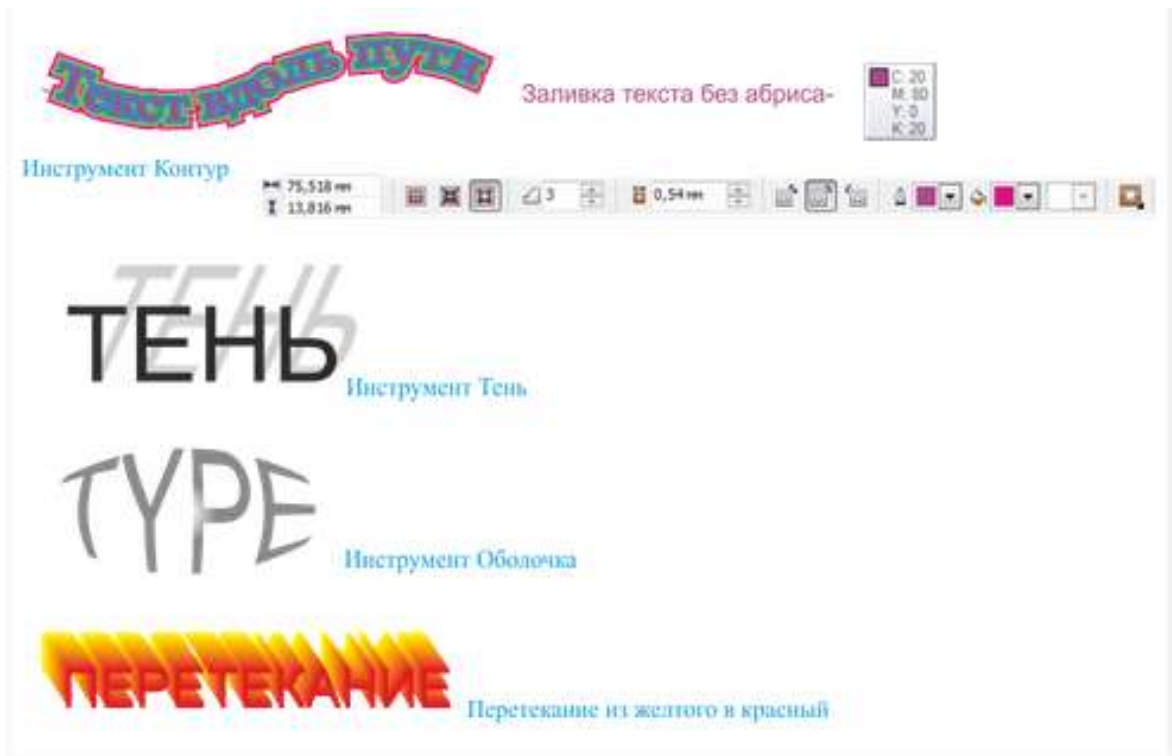 Текст вдоль пути
Заливка текста без абриса-
C: 20
M: 80
Y: 0
K: 20
Инструмент Контур
75,518 мм
13,816 мм
3
0,54 мм
ТЕНЬ
ТЕНЬ
Инструмент Тень
TYPE
Инструмент Оболочка
ПЕРЕТЕКАНИЕ
Перетекание из желтого в красный